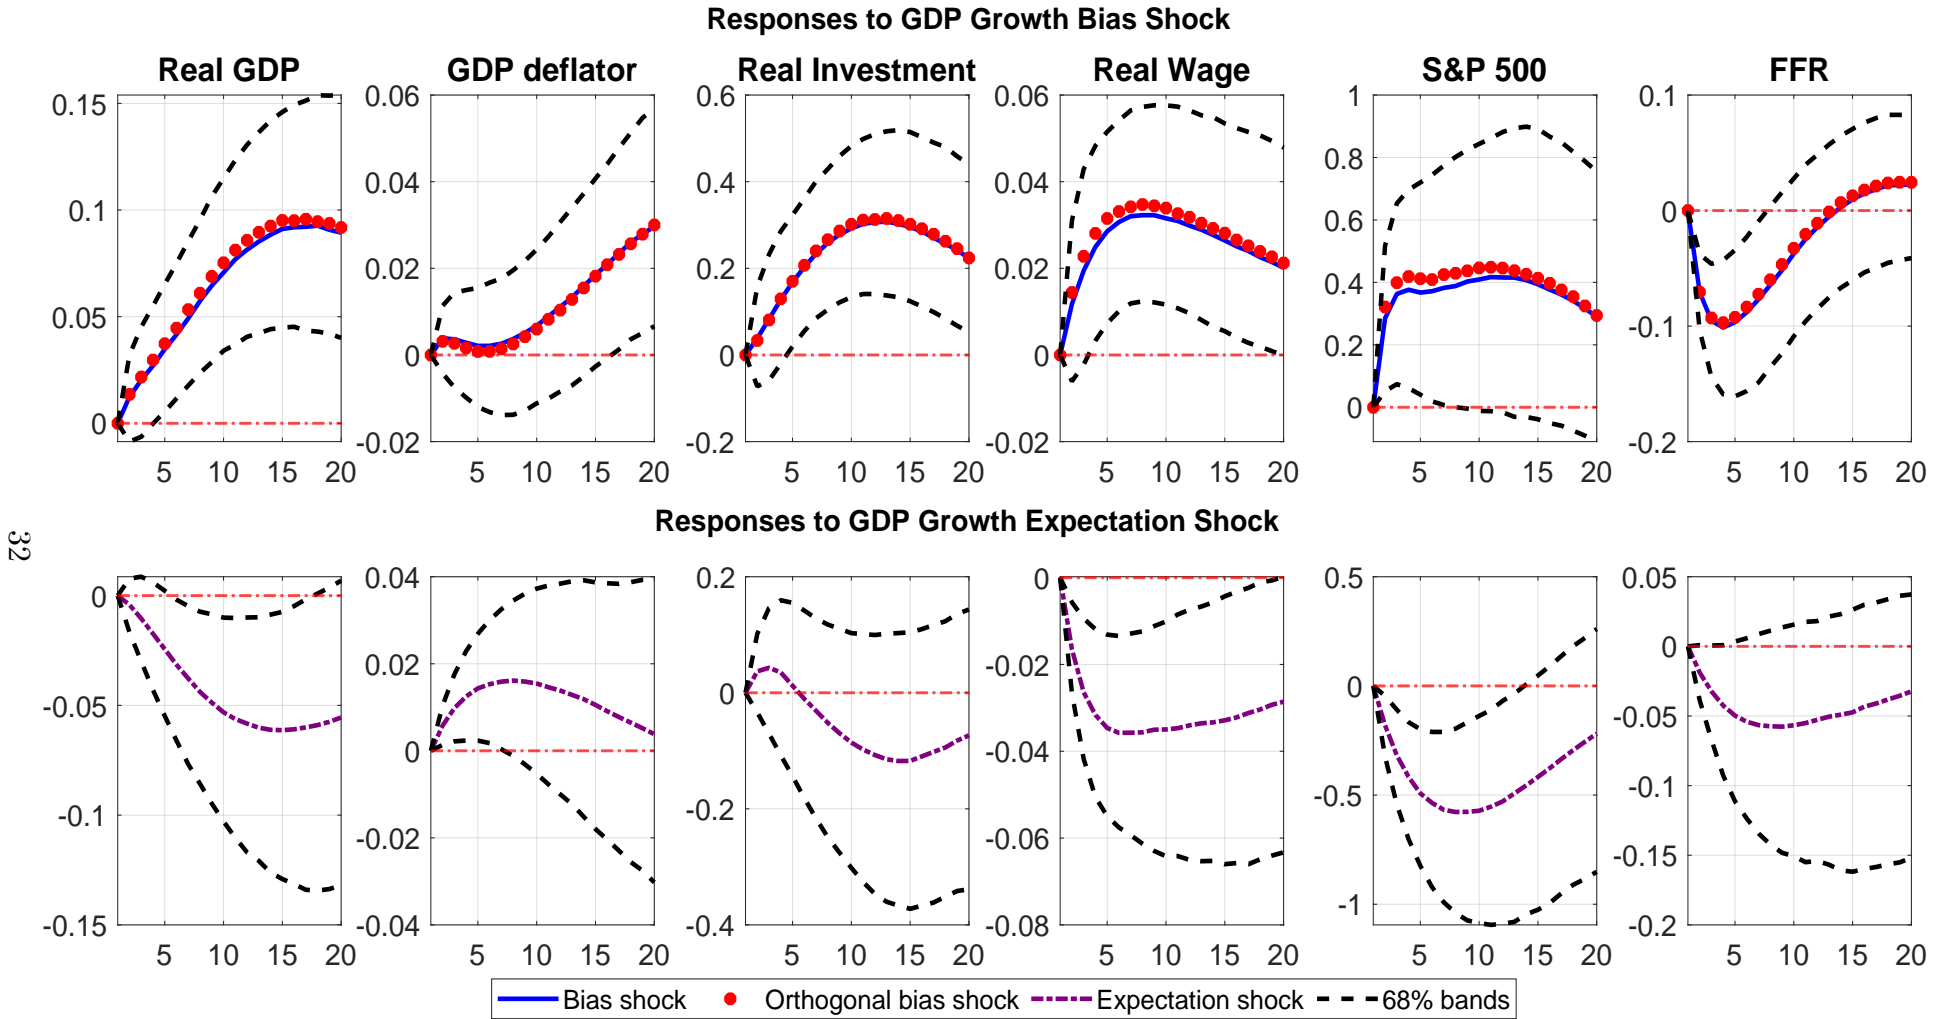 Responses to GDP Growth Bias Shock
Real GDP GDP deflator Real Investment Real Wage S&P 500 FFR
0.15 0.1 0.05 0
5 10 15 20
0.06 0.04 0.02 0 -0.02
5 10 15 20
0.6 0.4 0.2 0 -0.2
5 10 15 20
0.06 0.04 0.02 0 -0.02
5 10 15 20
1 0.8 0.6 0.4 0.2 0
5 10 15 20
0.1 0 -0.1 -0.2
5 10 15 20
32
Responses to GDP Growth Expectation Shock
0 -0.05 -0.1 -0.15
5 10 15 20
0.04 0.02 0 -0.02 -0.04
5 10 15 20
0.2 0 -0.2 -0.4
5 10 15 20
0 -0.02 -0.04 -0.06 -0.08
5 10 15 20
0.5 0 -0.5 -1
5 10 15 20
0.05 0 -0.05 -0.1 -0.15 -0.2
5 10 15 20
Bias shock Orthogonal bias shock Expectation shock 68% bands